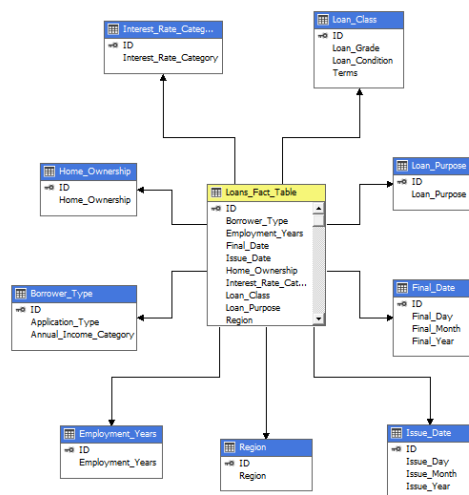 Interest_Rate_Categ...
ID
Interest_Rate_Category
Loan_Class
ID
Loan_Grade
Loan_Condition
Terms
Home_Ownership
ID
Home_Ownership
Loans_Fact_Table
ID
Borrower_Type
Employment_Years
Final_Date
Issue_Date
Home_Ownership
Interest_Rate_Cat...
Loan_Class
Loan_Purpose
Region
Loan_Purpose
ID
Loan_Purpose
Borrower_Type
ID
Application_Type
Annual_Income_Category
Final_Date
ID
Final_Day
Final_Month
Final_Year
Employment_Years
ID
Employment_Years
Region
ID
Region
Issue_Date
ID
Issue_Day
Issue_Month
Issue_Year